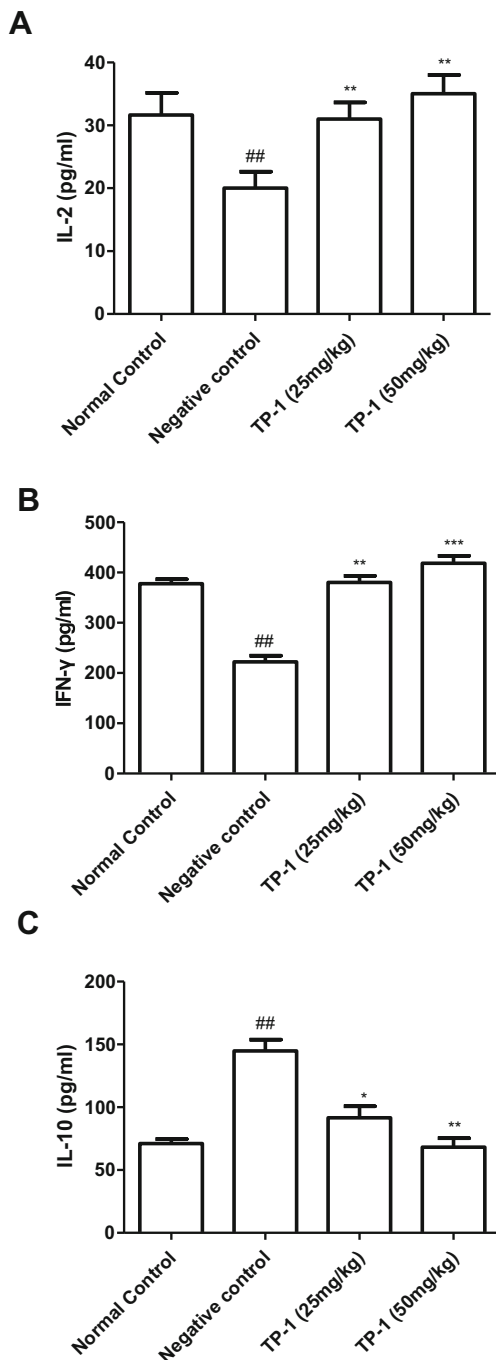 A
IL-2 (pg/ml)
40
30
20
10
0
##
**
**
Normal Control
Negative control
TP-1 (25mg/kg)
TP-1 (50mg/kg)
B
IFN-γ (pg/ml)
500
400
300
200
100
0
##
**
***
Normal Control
Negative control
TP-1 (25mg/kg)
TP-1 (50mg/kg)
C
IL-10 (pg/ml)
200
150
100
50
0
##
*
**
Normal Control
Negative control
TP-1 (25mg/kg)
TP-1 (50mg/kg)